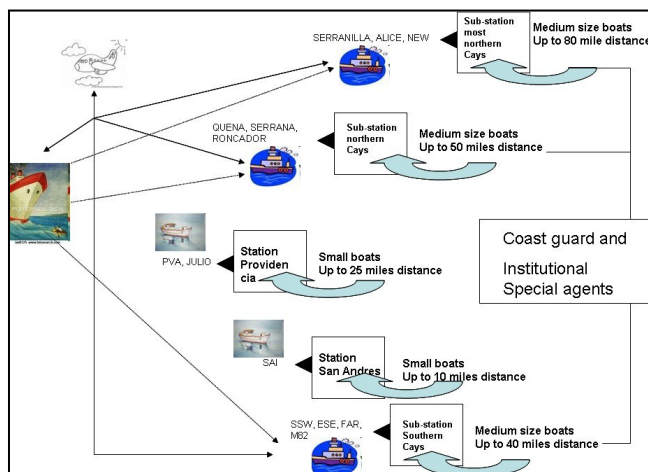 SERRANILLA, ALICE, NEW
Sub-station
most
northern
Cays
Medium size boats
Up to 80 mile distance
QUENA, SERRANA,
RONCADOR
Sub-station
northern
Cays
Medium size boats
Up to 50 miles distance
PVA, JULIO
Station
Providen
cia
Small boats
Up to 25 miles distance
Coast guard and
Institutional
Special agents
SAI
Station
San Andres
Small boats
Up to 10 miles distance
SSW, ESE, FAR,
M82
Sub-station
Southern
Cays
Medium size boats
Up to 40 miles distance